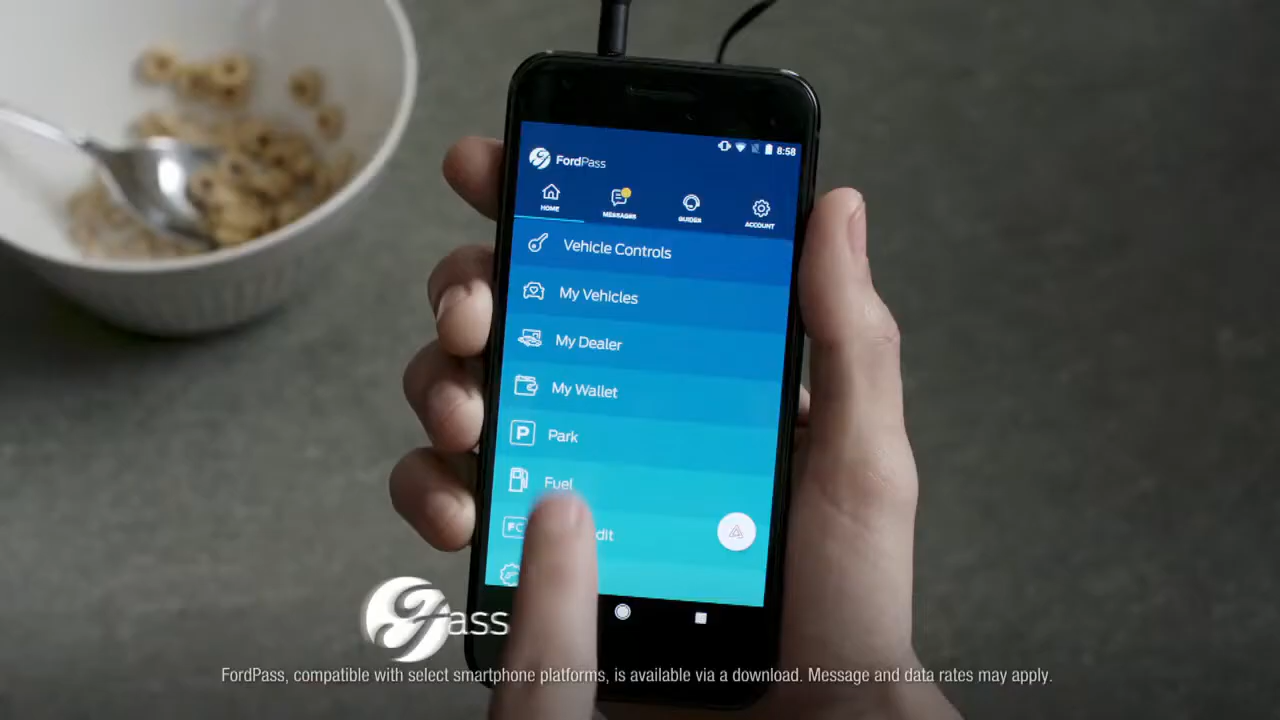 8:58
FordPass
HOME
MESSAGES
GUIDES
ACCOUNT
Vehicle Controls
My Vehicles
My Dealer
My Wallet
P Park
Fuel
FC dit
ass
FordPass, compatible with select smartphone platforms, is available via a download. Message and data rates may apply.